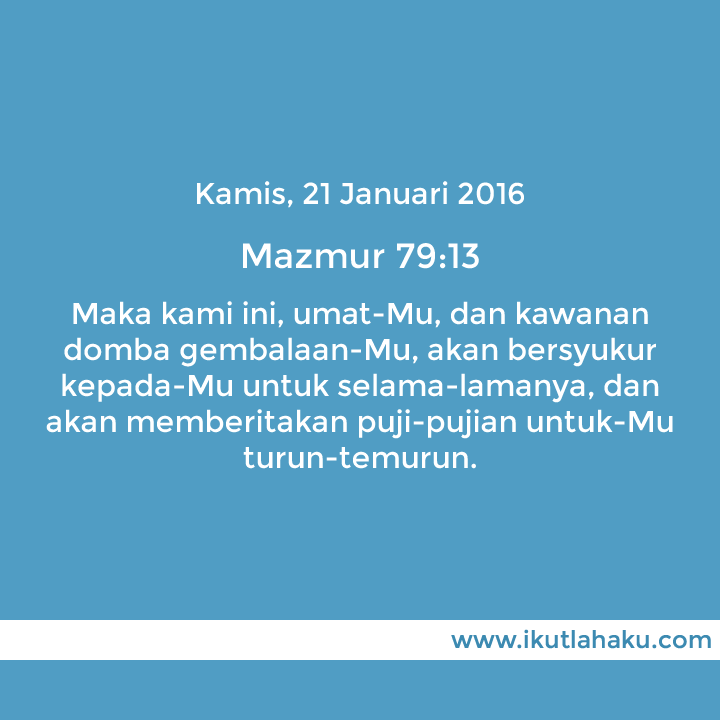 Kamis, 21 Januari 2016
Mazmur 79:13
Maka kami ini, umat-Mu, dan kawanan
domba gembalaan-Mu, akan bersyukur
kepada-Mu untuk selama-lamanya, dan
akan memberitakan puji-pujian untuk-Mu
turun-temurun.
www.ikutlahaku.com